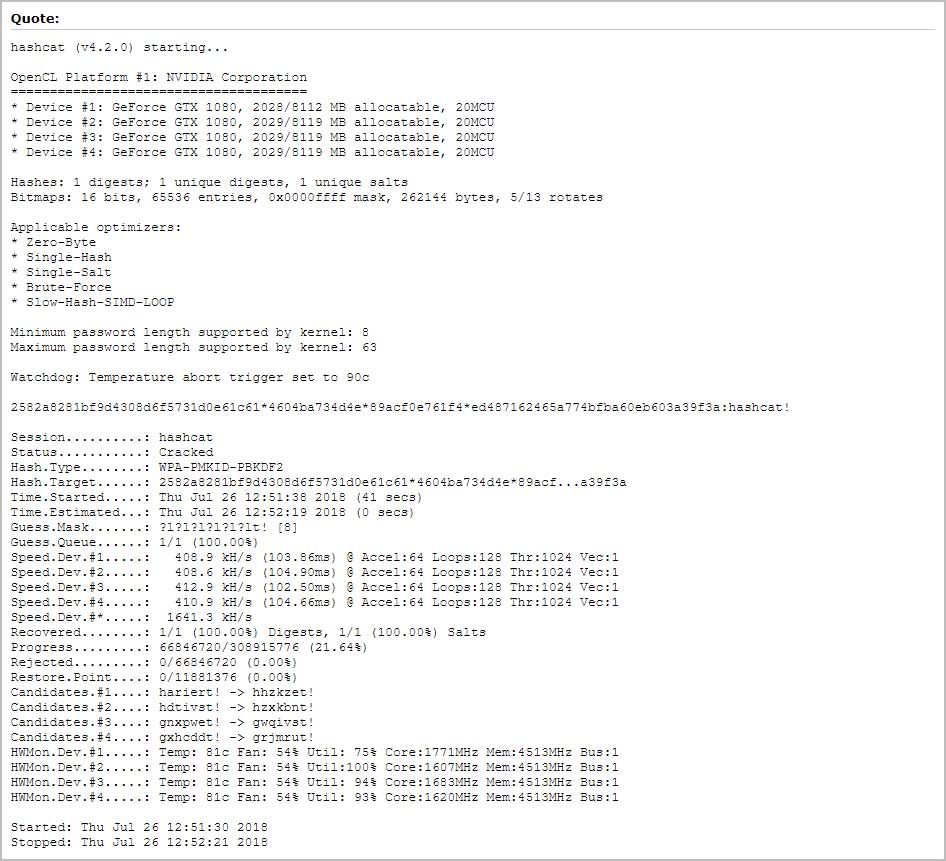 Quote:
hashcat (v4.2.0) starting...
OpenCL Platform #1: NVIDIA Corporation
======================================
* Device #1: GeForce GTX 1080, 2028/8112 MB allocatable, 20MCU
* Device #2: GeForce GTX 1080, 2029/8119 MB allocatable, 20MCU
* Device #3: GeForce GTX 1080, 2029/8119 MB allocatable, 20MCU
* Device #4: GeForce GTX 1080, 2029/8119 MB allocatable, 20MCU
Hashes: 1 digests; 1 unique digests, 1 unique salts
Bitmaps: 16 bits, 65536 entries, 0x0000ffff mask, 262144 bytes, 5/13 rotates
Applicable optimizers:
* Zero-Byte
* Single-Hash
* Single-Salt
* Brute-Force
* Slow-Hash-SIMD-LOOP
Minimum password length supported by kernel: 8
Maximum password length supported by kernel: 63
Watchdog: Temperature abort trigger set to 90c
2582a8281bf9d4308d6f5731d0e61c61*4604ba734d4e*89acf0e761f4*ed487162465a774bfba60eb603a39f3a:hashcat!
Session..........: hashcat
Status...........: Cracked
Hash.Type........: WPA-PMKID-PBKDF2
Hash.Target......: 2582a8281bf9d4308d6f5731d0e61c61*4604ba734d4e*89acf...a39f3a
Time.Started.....: Thu Jul 26 12:51:38 2018 (41 secs)
Time.Estimated...: Thu Jul 26 12:52:19 2018 (0 secs)
Guess.Mask.......: ?l?l?l?l?l?lt! [8]
Guess.Queue......: 1/1 (100.00%)
Speed.Dev.#1.....:   408.9 kH/s (103.86ms) @ Accel:64 Loops:128 Thr:1024 Vec:1
Speed.Dev.#2.....:   408.6 kH/s (104.90ms) @ Accel:64 Loops:128 Thr:1024 Vec:1
Speed.Dev.#3.....:   412.9 kH/s (102.50ms) @ Accel:64 Loops:128 Thr:1024 Vec:1
Speed.Dev.#4.....:   410.9 kH/s (104.66ms) @ Accel:64 Loops:128 Thr:1024 Vec:1
Speed.Dev.#*.....:  1641.3 kH/s
Recovered........: 1/1 (100.00%) Digests, 1/1 (100.00%) Salts
Progress.........: 66846720/308915776 (21.64%)
Rejected.........: 0/66846720 (0.00%)
Restore.Point....: 0/11881376 (0.00%)
Candidates.#1....: hariert! -> hhzkzet!
Candidates.#2....: hdtivst! -> hzxkbnt!
Candidates.#3....: gnxpwet! -> gwqivst!
Candidates.#4....: gxhcddt! -> grjmrut!
HWMon.Dev.#1.....: Temp: 81c Fan: 54% Util: 75% Core:1771MHz Mem:4513MHz Bus:1
HWMon.Dev.#2.....: Temp: 81c Fan: 54% Util:100% Core:1607MHz Mem:4513MHz Bus:1
HWMon.Dev.#3.....: Temp: 81c Fan: 54% Util: 94% Core:1683MHz Mem:4513MHz Bus:1
HWMon.Dev.#4.....: Temp: 81c Fan: 54% Util: 93% Core:1620MHz Mem:4513MHz Bus:1
Started: Thu Jul 26 12:51:30 2018
Stopped: Thu Jul 26 12:52:21 2018